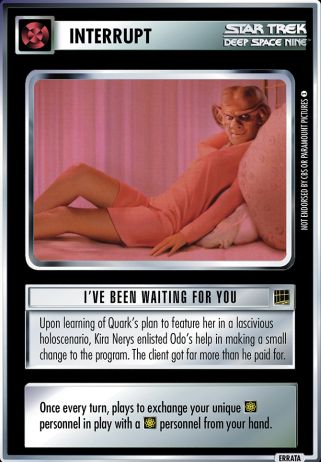 INTERRUPT
STAR TREK
DEEP SPACE NINE™
NOT ENDORSED BY CBS OR PARAMOUNT PICTURES
I'VE BEEN WAITING FOR YOU
Upon learning of Quark's plan to feature her in a lascivious
holoscenario, Kira Nerys enlisted Odo's help in making a small
change to the program. The client got far more than he paid for.
Once every turn, plays to exchange your unique
personnel in play with a personnel from your hand.
ERRATA